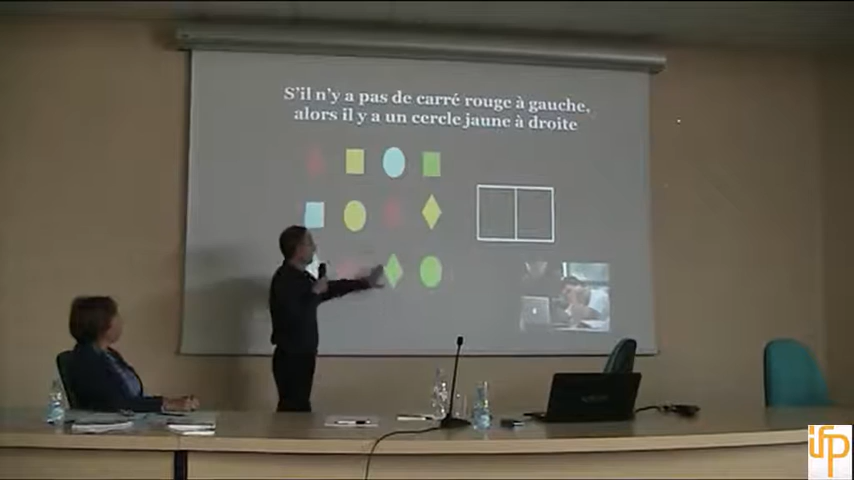 S'il n'y a pas de carré rouge à gauche,
alors il y a un cercle jaune à droite
ifp